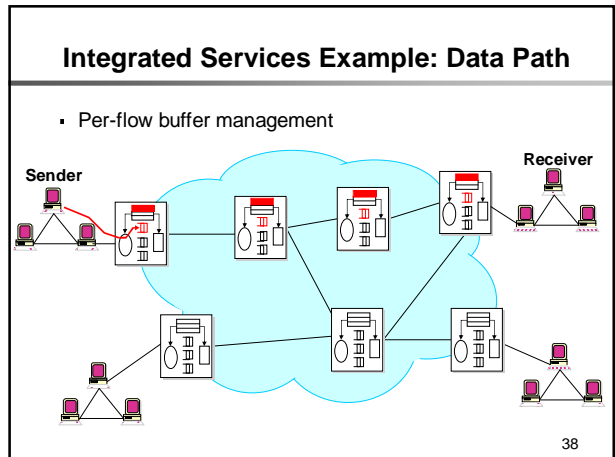 Integrated Services Example: Data Path
▪ Per-flow buffer management
Sender
Receiver
38